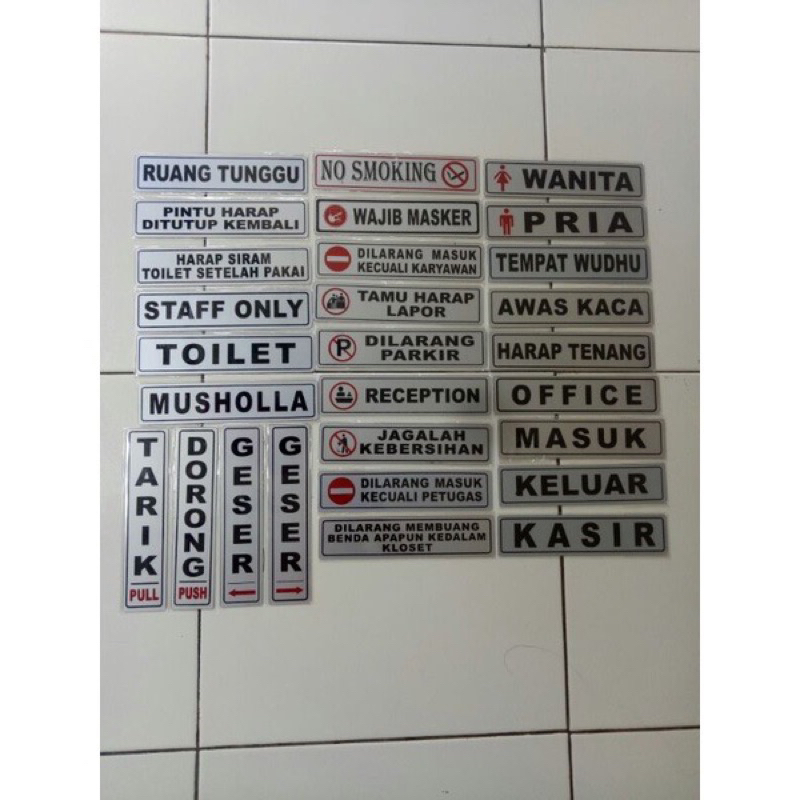 RUANG TUNGGU
PINTU HARAP
DITUTUP KEMBALI
HARAP SIRAM
TOILET SETELAH PAKAI
STAFF ONLY
TOILET
MUSHOLLA
TARIK
PULL
DORONG
PUSH
GESER
GESER
NO SMOKING
WAJIB MASKER
DILARANG MASUK
KECUALI KARYAWAN
TAMU HARAP
LAPOR
P
DILARANG
PARKIR
RECEPTION
JAGALAH
KEBERSIHAN
DILARANG MASUK
KECUALI PETUGAS
DILARANG MEMBUANG
BENDA APAPUN KEDALAM
KLOSET
WANITA
PRIA
TEMPAT WUDHU
AWAS KACA
HARAP TENANG
OFFICE
MASUK
KELUAR
KASIR